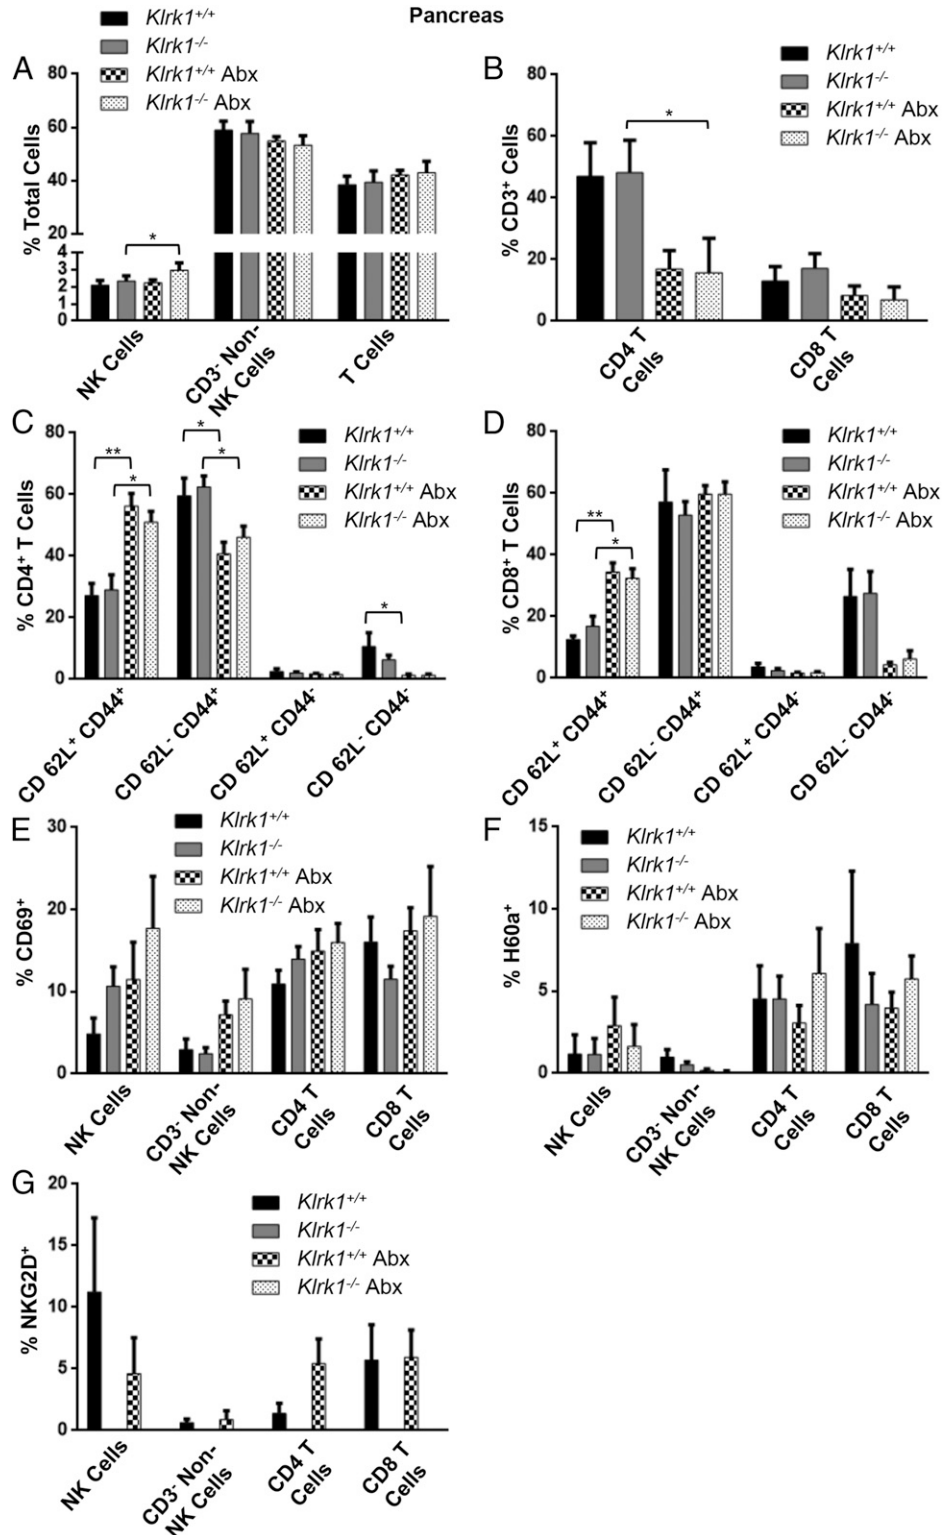 Pancreas
A
Klrk1+/+
Klrk1-/-
Klrk1+/+ Abx
Klrk1-/- Abx
% Total Cells
80
60
40
20
4
3
2
1
0
*
NK Cells
CD3- Non-
NK Cells
T Cells
B
Klrk1+/+
Klrk1-/-
Klrk1+/+ Abx
Klrk1-/- Abx
% CD3+ Cells
80
60
40
20
0
*
CD4 T
Cells
CD8 T
Cells
C
Klrk1+/+
Klrk1-/-
Klrk1+/+ Abx
Klrk1-/- Abx
% CD4+ T Cells
80
60
40
20
0
**
*
*
*
*
CD 62L+ CD44+
CD 62L- CD44+
CD 62L+ CD44-
CD 62L- CD44-
D
Klrk1+/+
Klrk1-/-
Klrk1+/+ Abx
Klrk1-/- Abx
% CD8+ T Cells
80
60
40
20
0
**
*
CD 62L+ CD44+
CD 62L- CD44+
CD 62L+ CD44-
CD 62L- CD44-
E
Klrk1+/+
Klrk1-/-
Klrk1+/+ Abx
Klrk1-/- Abx
% CD69+
30
20
10
0
NK Cells
CD3- Non-
NK Cells
CD4 T
Cells
CD8 T
Cells
F
Klrk1+/+
Klrk1-/-
Klrk1+/+ Abx
Klrk1-/- Abx
% H60a+
15
10
5
0
NK Cells
CD3- Non-
NK Cells
CD4 T
Cells
CD8 T
Cells
G
Klrk1+/+
Klrk1-/-
Klrk1+/+ Abx
Klrk1-/- Abx
% NKG2D+
20
15
10
5
0
NK Cells
CD3- Non-
NK Cells
CD4 T
Cells
CD8 T
Cells